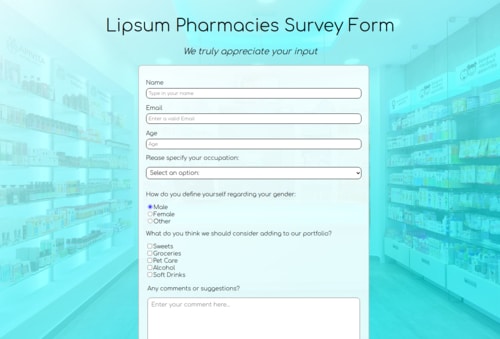 Lipsum Pharmacies Survey Form
We truly appreciate your input
Name
Type in your name
Email
Enter a valid Email
Age
Age
Please specify your occupation:
Select an option:
How do you define yourself regarding your gender:
Male
Female
Other
What do you think we should consider adding to our portfolio?
Sweets
Groceries
Pet Care
Alcohol
Soft Drinks
Any comments or suggestions?
Enter your comment here...